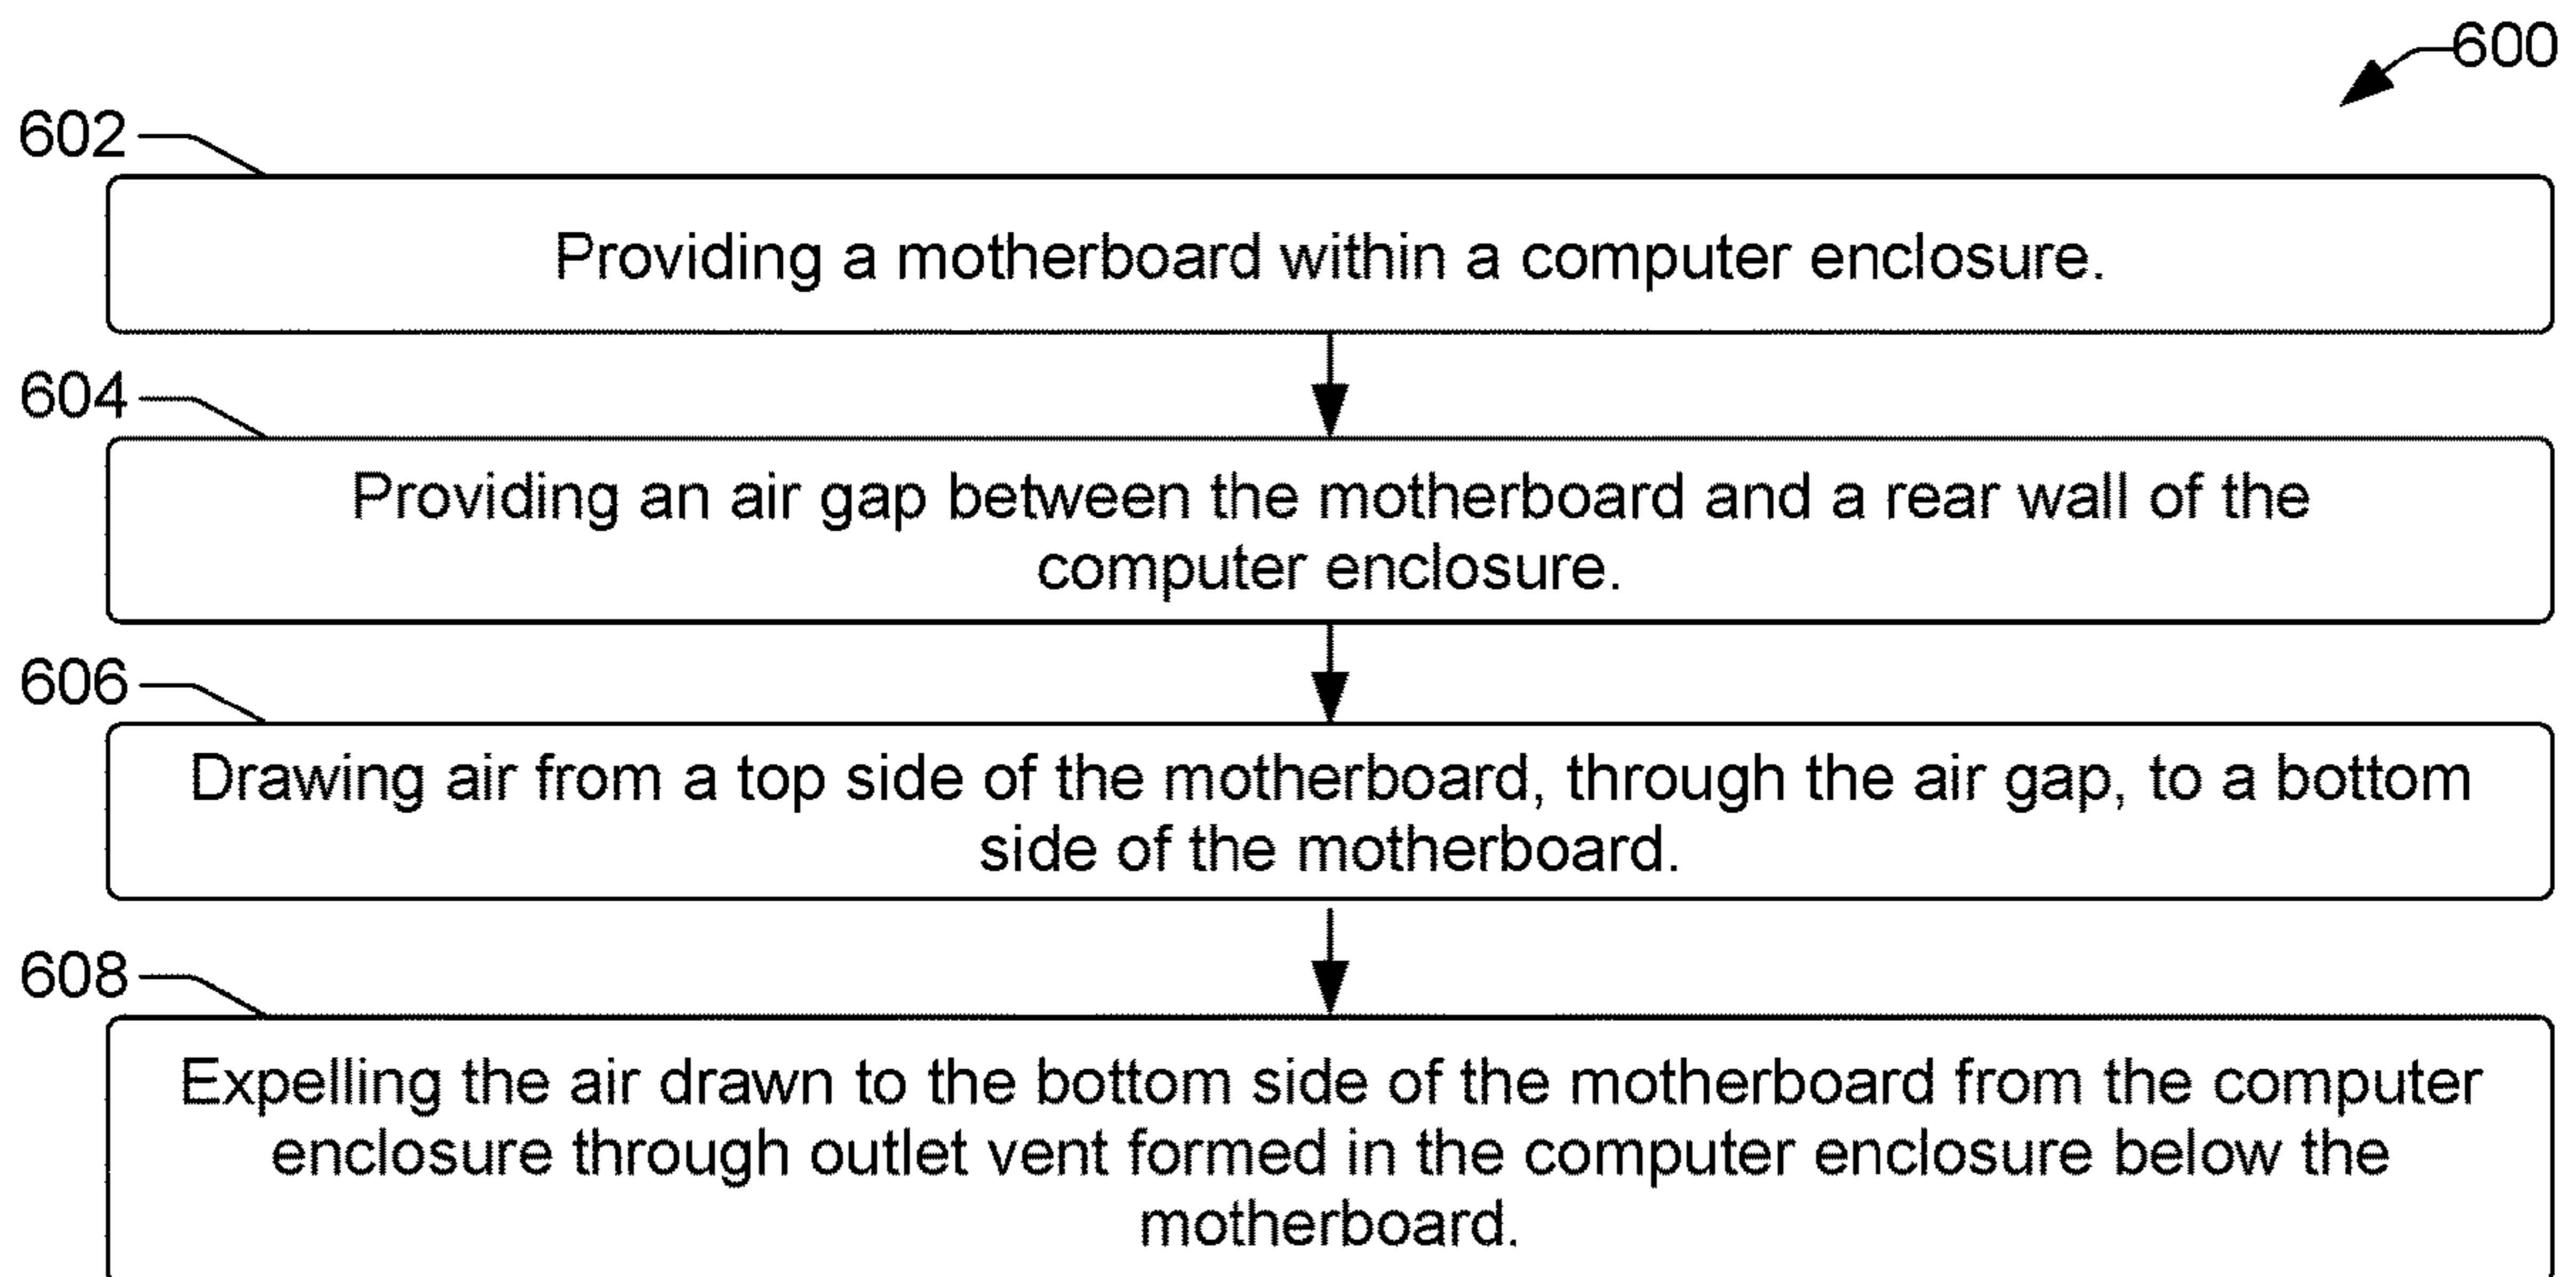 600
602
Providing a motherboard within a computer enclosure.
604
Providing an air gap between the motherboard and a rear wall of the
computer enclosure.
606
Drawing air from a top side of the motherboard, through the air gap, to a bottom
side of the motherboard.
608
Expelling the air drawn to the bottom side of the motherboard from the computer
enclosure through outlet vent formed in the computer enclosure below the
motherboard.